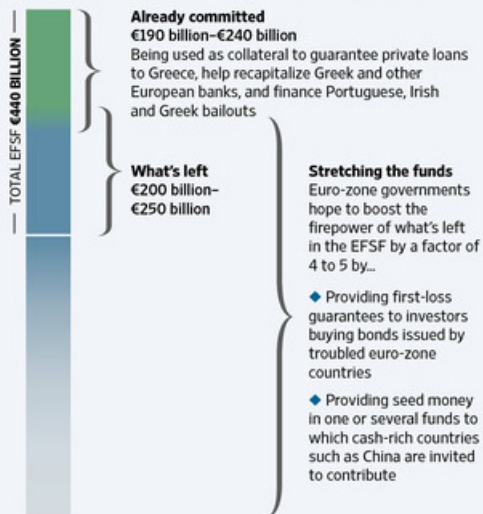 TOTAL EFSF €440 BILLION
Already committed
€190 billion–€240 billion
Being used as collateral to guarantee private loans
to Greece, help recapitalize Greek and other
European banks, and finance Portuguese, Irish
and Greek bailouts
What's left
€200 billion–
€250 billion
Stretching the funds
Euro-zone governments
hope to boost the
firepower of what's left
in the EFSF by a factor of
4 to 5 by...
◆ Providing first-loss
guarantees to investors
buying bonds issued by
troubled euro-zone
countries
◆ Providing seed money
in one or several funds to
which cash-rich countries
such as China are invited
to contribute